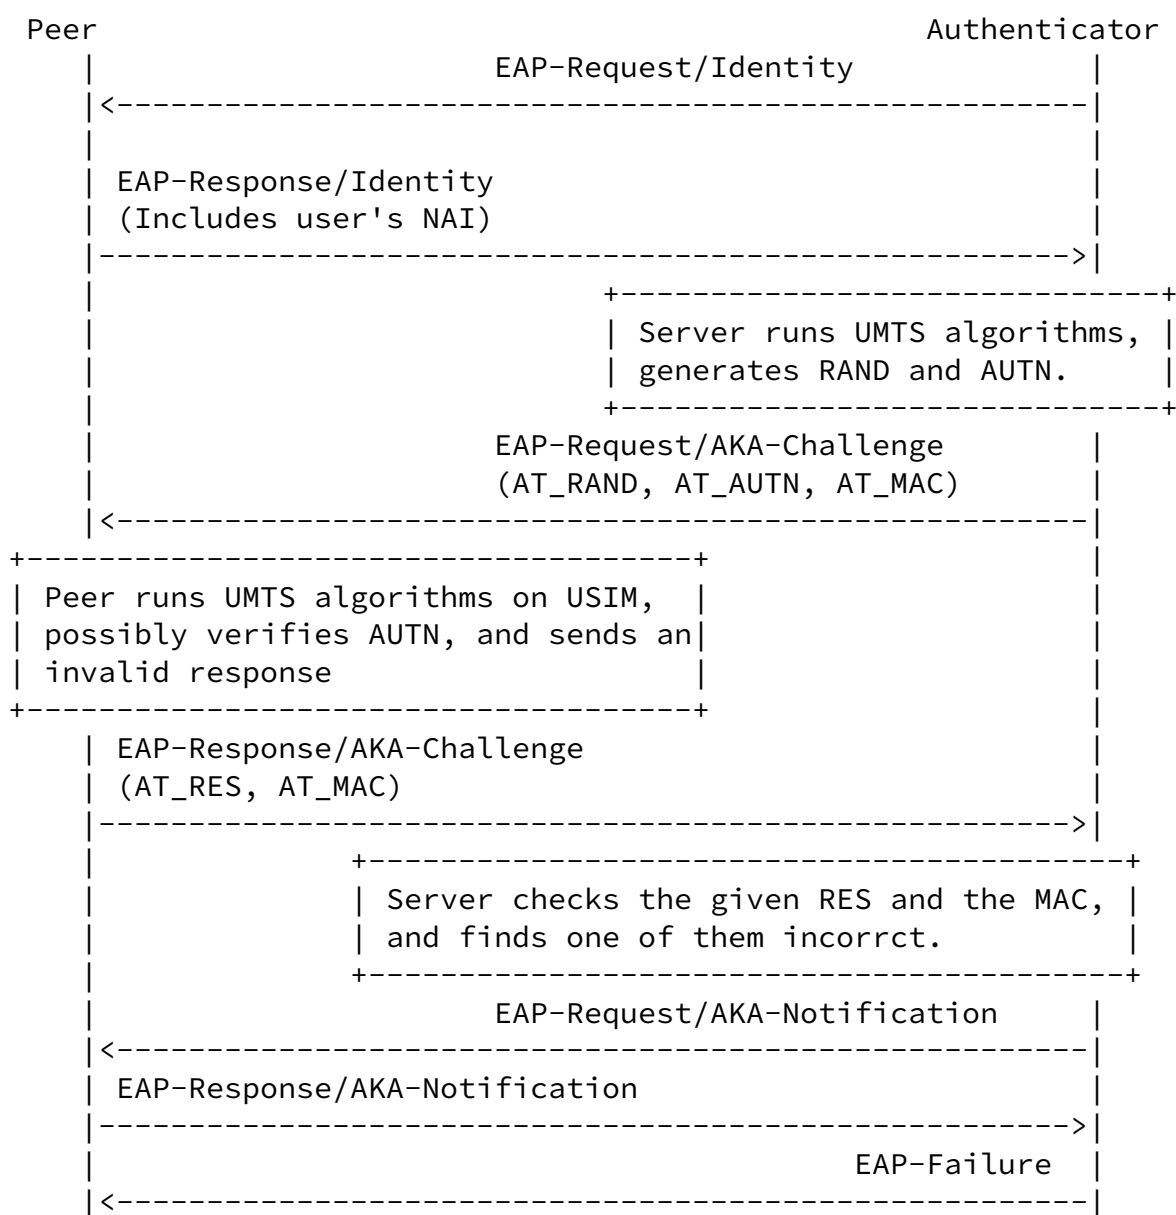 Peer Authenticator
EAP-Request/Identity
EAP-Response/Identity
(Includes user's NAI)
Server runs UMTS algorithms,
generates RAND and AUTN.
EAP-Request/AKA-Challenge
(AT_RAND, AT_AUTN, AT_MAC)
Peer runs UMTS algorithms on USIM,
possibly verifies AUTN, and sends an
invalid response
EAP-Response/AKA-Challenge
(AT_RES, AT_MAC)
Server checks the given RES and the MAC,
and finds one of them incorrct.
EAP-Request/AKA-Notification
EAP-Response/AKA-Notification
EAP-Failure